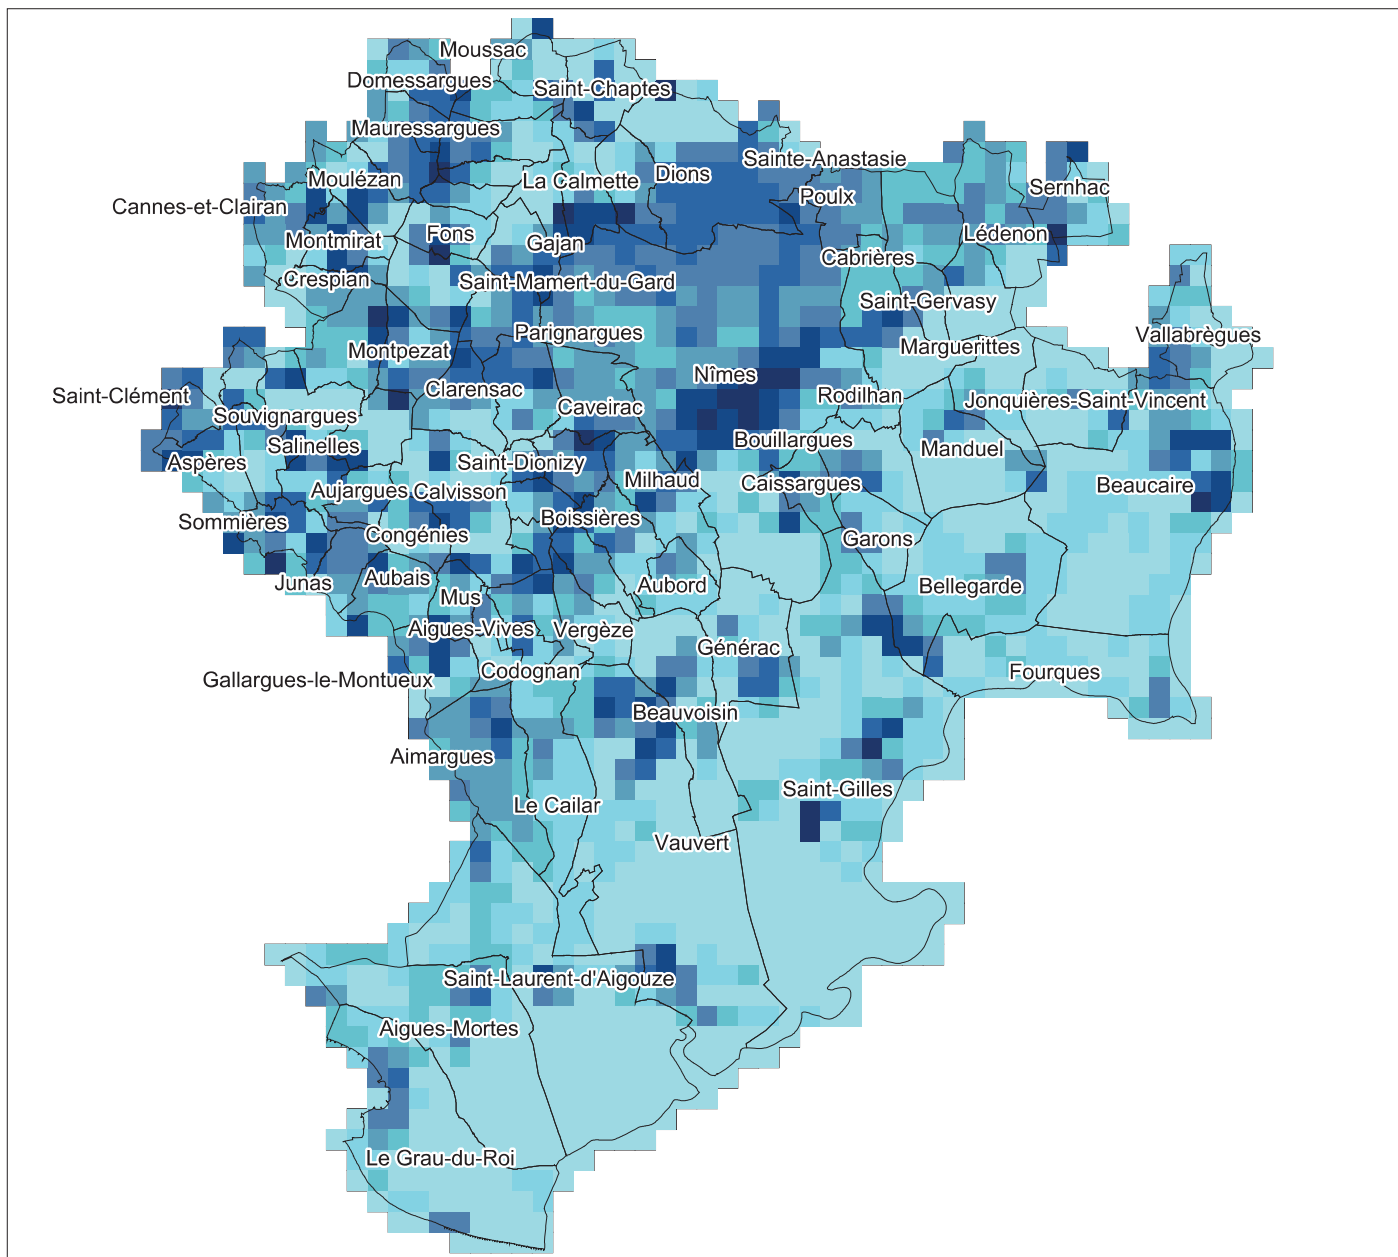 Moussac
Domessargues
Saint-Chaptes
Mauressargues
Sainte-Anastasie
Moulézan
La Calmette
Dions
Sernhac
Poulx
Cannes-et-Clairan
Montmirat
Fons
Gajan
Lédenon
Cabrières
Crespian
Saint-Mamert-du-Gard
Saint-Gervasy
Parignargues
Vallabrègues
Montpezat
Marguerittes
Nîmes
Saint-Clément
Clarensac
Rodilhan
Jonquières-Saint-Vincent
Souvignargues
Caveirac
Salinelles
Bouillargues
Manduel
Aspères
Saint-Dionizy
Milhaud
Caissargues
Beaucaire
Aujargues
Calvisson
Sommières
Boissières
Congénies
Garons
Junas
Aubais
Aubord
Bellegarde
Mus
Aigues-Vives
Vergèze
Générac
Gallargues-le-Montueux
Codognan
Fourques
Beauvoisin
Aimargues
Saint-Gilles
Le Cailar
Vauvert
Saint-Laurent-d'Aigouze
Aigues-Mortes
Le Grau-du-Roi